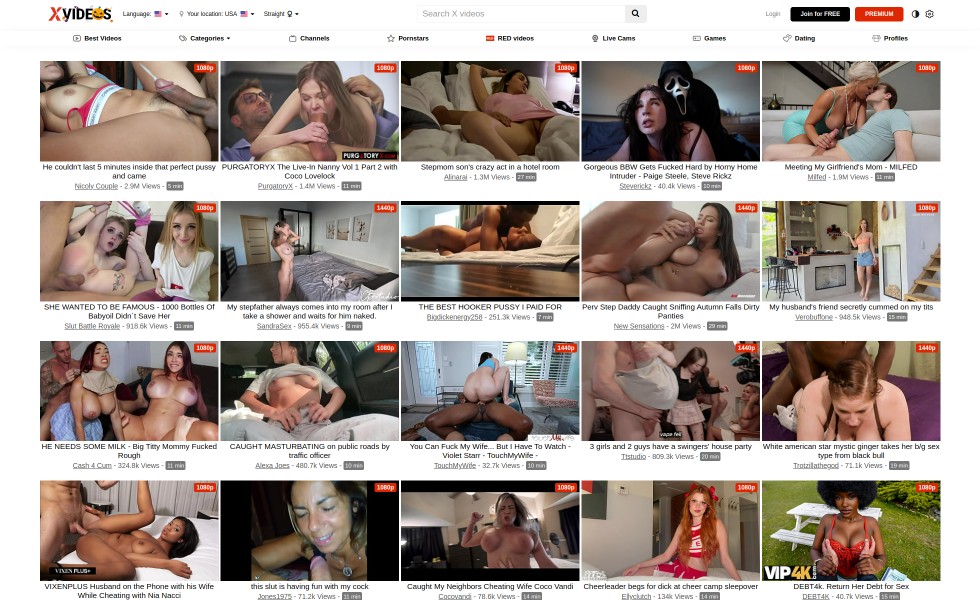 XVIDEOS
Language:
Your location: USA
Straight
Search X videos
Login
Join for FREE
PREMIUM
Best Videos
Categories
Channels
Pornstars
RED videos
Live Cams
Games
Dating
Profiles
1080p
He couldn't last 5 minutes inside that perfect pussy
and came
Nicoly Couple - 2.9M Views - 5 min
1080p
PURGATORYX The Live-In Nanny Vol 1 Part 2 with
Coco Lovelock
PurgatoryX - 1.4M Views - 11 min
1080p
Stepmom son's crazy act in a hotel room
Alinarai - 1.3M Views - 27 min
1080p
Gorgeous BBW Gets Fucked Hard by Horny Home
Intruder - Paige Steele, Steve Rickz
Steverickz - 40.4k Views - 10 min
1080p
Meeting My Girlfriend's Mom - MILFED
Milfed - 1.9M Views - 11 min
1080p
SHE WANTED TO BE FAMOUS - 1000 Bottles Of
Babyoil Didn´t Save Her
Slut Battle Royale - 918.6k Views - 11 min
1440p
My stepfather always comes into my room after I
take a shower and waits for him naked.
SandraSex - 955.4k Views - 9 min
THE BEST HOOKER PUSSY I PAID FOR
Bigdickenergy258 - 251.3k Views - 7 min
1440p
Perv Step Daddy Caught Sniffing Autumn Falls Dirty
Panties
New Sensations - 2M Views - 29 min
1080p
My husband's friend secretly cummed on my tits
Verobuffone - 948.5k Views - 15 min
1080p
HE NEEDS SOME MILK - Big Titty Mommy Fucked
Rough
Cash 4 Cum - 324.8k Views - 11 min
1080p
CAUGHT MASTURBATING on public roads by
traffic officer
Alexa Joes - 480.7k Views - 10 min
1440p
You Can Fuck My Wife... But I Have To Watch -
Violet Starr - TouchMyWife -
TouchMyWife - 32.7k Views - 10 min
1440p
vape fell
3 girls and 2 guys have a swingers' house party
Ttstudio - 809.3k Views - 20 min
1440p
White american star mystic ginger takes her b/g sex
type from black bull
Trotzillathegod - 71.1k Views - 19 min
1080p
VIXEN PLUS+
VIXENPLUS Husband on the Phone with his Wife
While Cheating with Nia Nacci
1080p
this slut is having fun with my cock
Jones1975 - 71.2k Views - 11 min
1080p
Caught My Neighbors Cheating Wife Coco Vandi
Cocovandi - 78.6k Views - 14 min
1080p
Cheerleader begs for dick at cheer camp sleepover
Ellyclutch - 134k Views - 14 min
1080p
VIP4K
DEBT4k. Return Her Debt for Sex
DEBT4K - 40.7k Views - 15 min